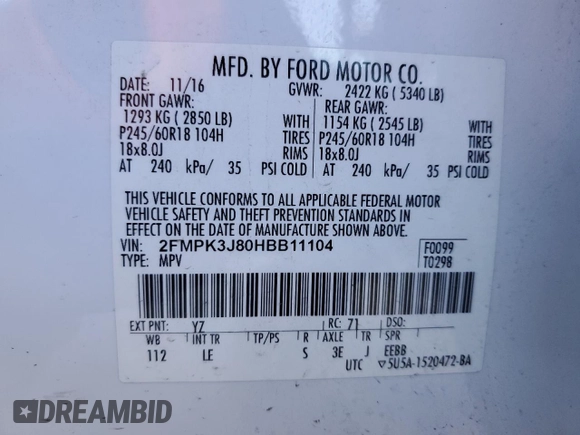 MFD. BY FORD MOTOR CO.
DATE: 11/16 GVWR: 2422 KG ( 5340 LB)
FRONT GAWR: REAR GAWR:
1293 KG ( 2850 LB) WITH 1154 KG ( 2545 LB) WITH
P245/60R18 104H TIRES P245/60R18 104H TIRES
18x8.0J RIMS 18x8.0J RIMS
AT 240 kPa/ 35 PSI COLD AT 240 kPa/ 35 PSI COLD
THIS VEHICLE CONFORMS TO ALL APPLICABLE FEDERAL MOTOR
VEHICLE SAFETY AND THEFT PREVENTION STANDARDS IN
EFFECT ON THE DATE OF MANUFACTURE SHOWN ABOVE.
VIN: 2FMPK3J80HBB11104 F0099
TYPE: MPV T0298
EXT PNT: YZ RC: 71 DSO:
WB INT TR TP/PS R AXLE TR SPR
112 LE S 3E J EEBB
UTC ▽5U5A-1520472-BA
DREAMBID